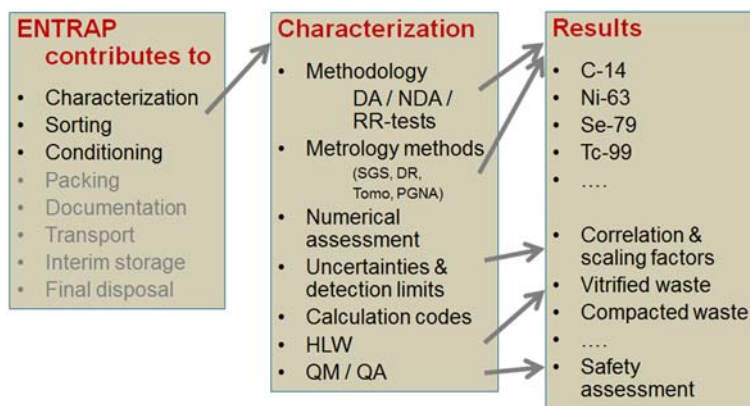 ENTRAP
contributes to
• Characterization
• Sorting
• Conditioning
• Packing
• Documentation
• Transport
• Interim storage
• Final disposal
Characterization
• Methodology
DA / NDA /
RR-tests
• Metrology methods
(SGS, DR,
Tomo, PGNA)
• Numerical
assessment
• Uncertainties &
detection limits
• Calculation codes
• HLW
• QM / QA
Results
• C-14
• Ni-63
• Se-79
• Tc-99
• ....
• Correlation &
scaling factors
• Vitrified waste
• Compacted waste
• ....
• Safety
assessment